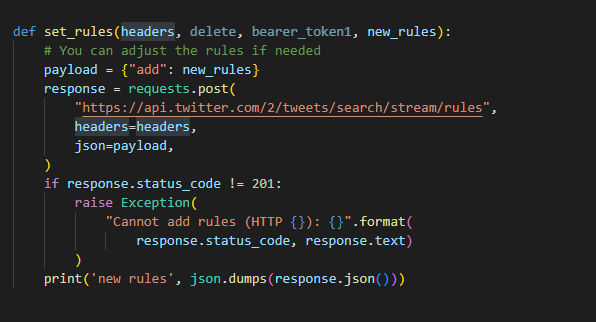 def set_rules(headers, delete, bearer_token1, new_rules):
    # You can adjust the rules if needed
    payload = {"add": new_rules}
    response = requests.post(
        "https://api.twitter.com/2/tweets/search/stream/rules",
        headers=headers,
        json=payload,
    )
    if response.status_code != 201:
        raise Exception(
            "Cannot add rules (HTTP {}): {}".format(
                response.status_code, response.text)
        )
    print('new rules', json.dumps(response.json()))